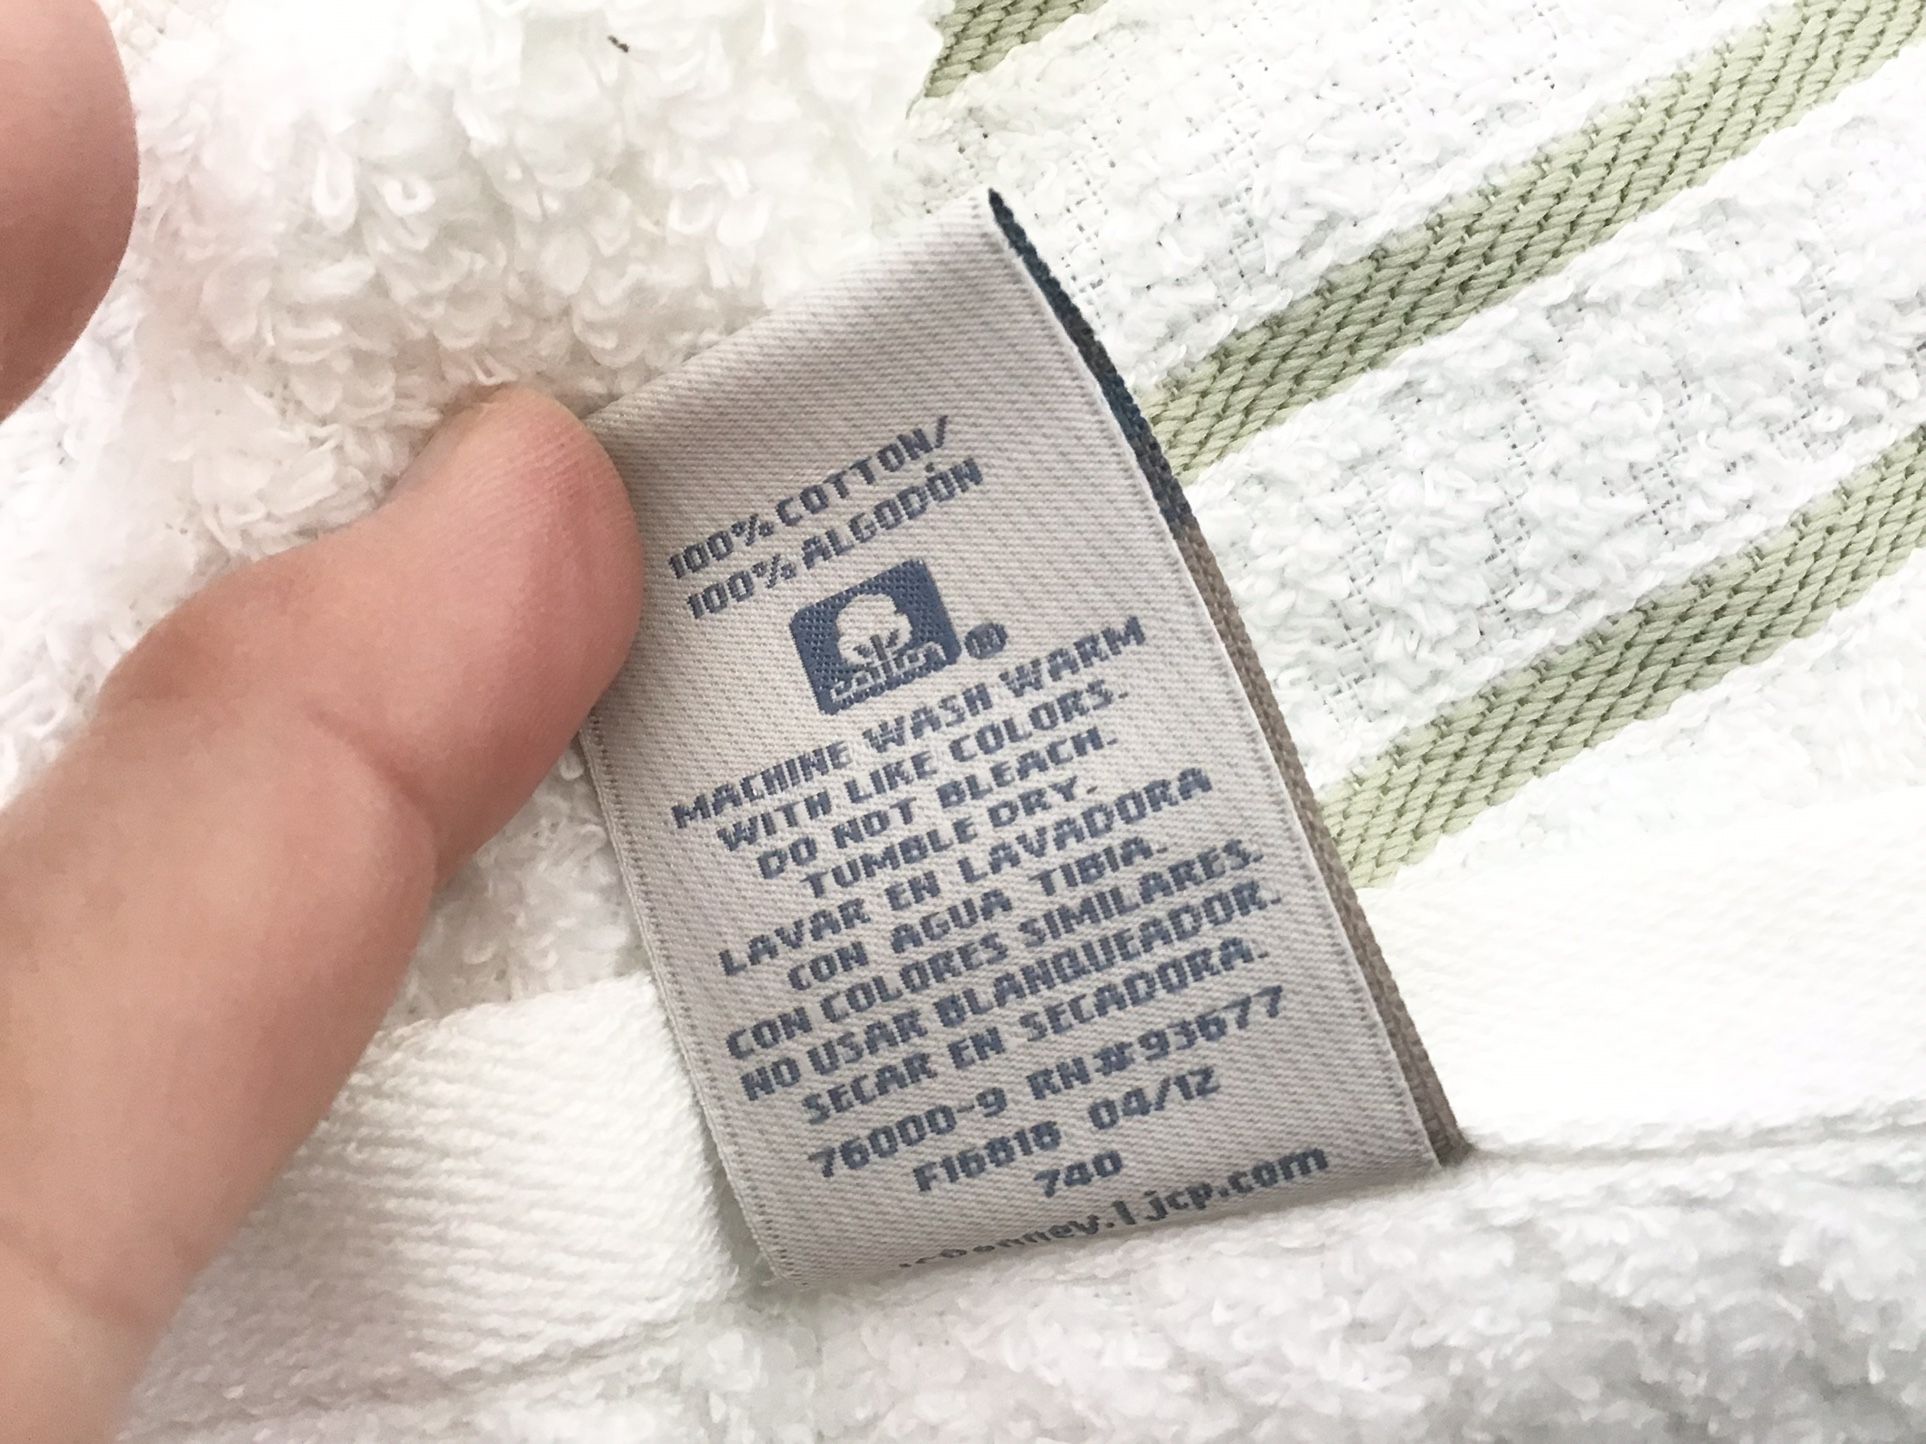 100% COTTON/
100% ALGODÓN
cotton
®
MACHINE WASH WARM
WITH LIKE COLORS.
DO NOT BLEACH.
TUMBLE DRY.
LAVAR EN LAVADORA
CON AGUA TIBIA.
CON COLORES SIMILARES.
NO USAR BLANQUEADOR.
SECAR EN SECADORA.
76000-9 RN#93677
F16818 04/12
740
jcp.com